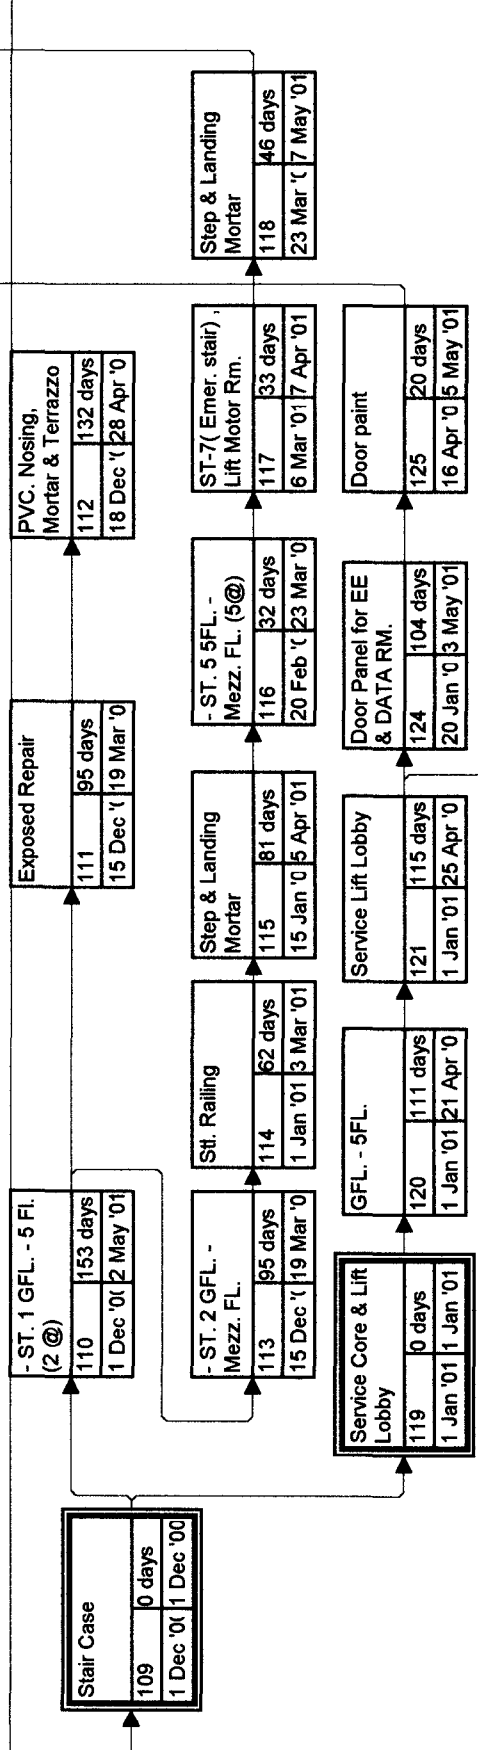 Stair Case
109 0 days
1 Dec '0( 1 Dec '00
- ST. 1 GFL. - 5 Fl.
(2 @)
110 153 days
1 Dec '0( 2 May '01
Exposed Repair
111 95 days
15 Dec '( 19 Mar '0
PVC. Nosing,
Mortar & Terrazzo
112 132 days
18 Dec '( 28 Apr '0
- ST. 2 GFL. -
Mezz. FL.
113 95 days
15 Dec '( 19 Mar '0
Stt. Railing
114 62 days
1 Jan '01 3 Mar '01
Step & Landing
Mortar
115 81 days
15 Jan '0 5 Apr '01
- ST. 5 5FL. -
Mezz. FL. (5@)
116 32 days
20 Feb '( 23 Mar '0
ST-7( Emer. stair) ,
Lift Motor Rm.
117 33 days
6 Mar '01 7 Apr '01
Step & Landing
Mortar
118 46 days
23 Mar '( 7 May '01
Service Core & Lift
Lobby
119 0 days
1 Jan '01 1 Jan '01
GFL. - 5FL.
120 111 days
1 Jan '01 21 Apr '0
Service Lift Lobby
121 115 days
1 Jan '01 25 Apr '0
Door Panel for EE
& DATA RM.
124 104 days
20 Jan '0 3 May '01
Door paint
125 20 days
16 Apr '0 5 May '01